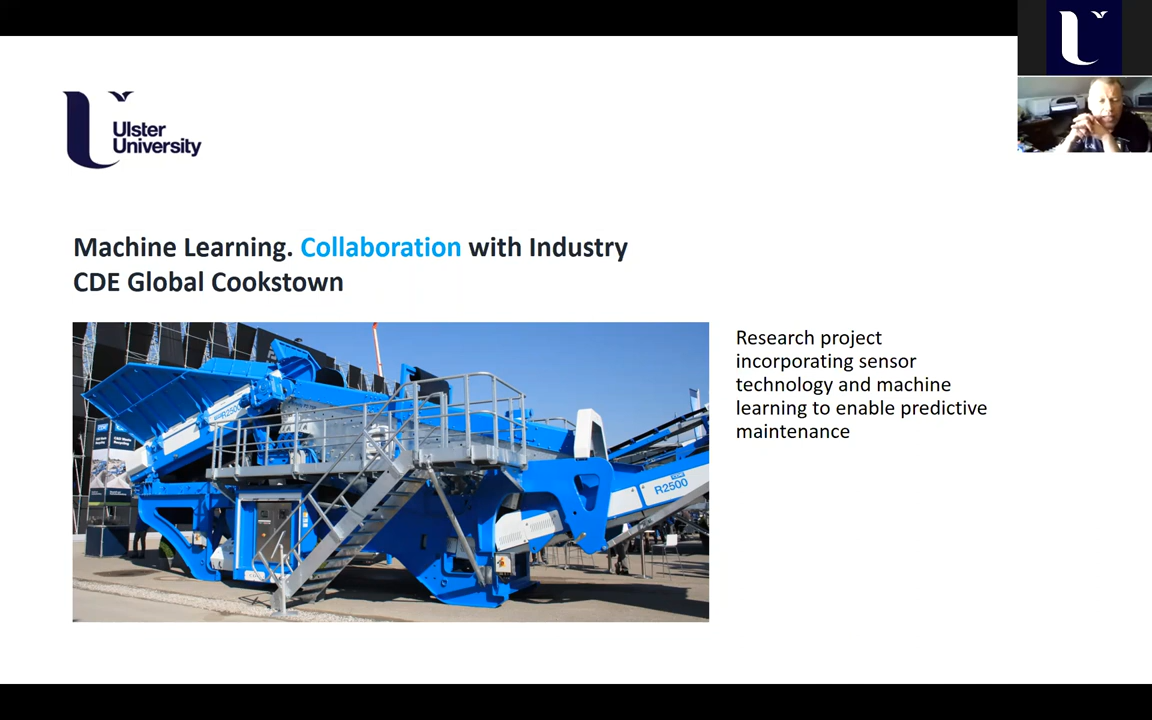 Ulster
University
Machine Learning. Collaboration with Industry
CDE Global Cookstown
Research project
incorporating sensor
technology and machine
learning to enable predictive
maintenance
R2500
R2500